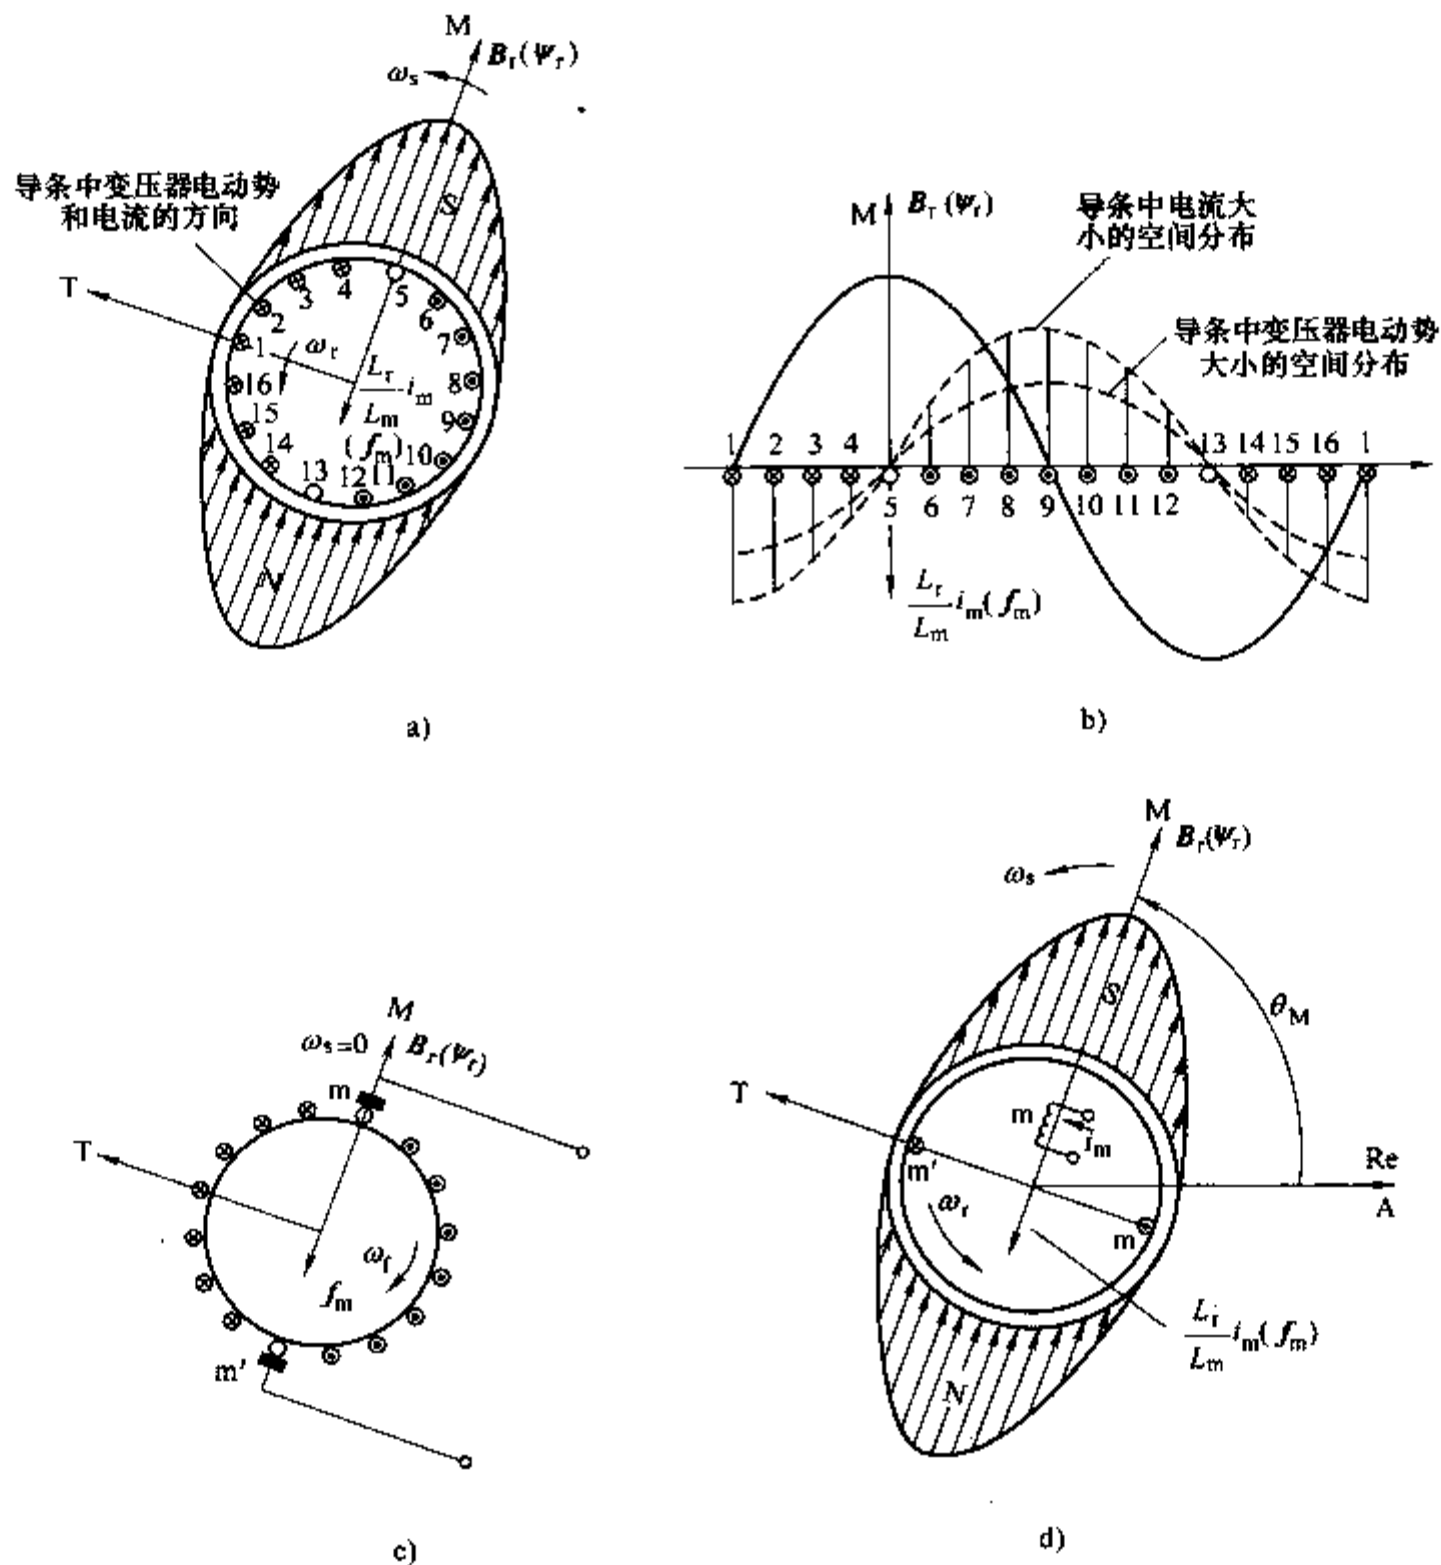 M
B_r(Ψ_r)
ω_s
导条中变压器电动势
和电流的方向
S
T
1
2
3
4
5
6
7
8
9
10
11
12
13
14
15
16
ω_r
L_r/L_m i_m
(f_m)
N
a)
M B_r(Ψ_r)
导条中电流大
小的空间分布
导条中变压器电动势
大小的空间分布
1 2 3 4 13 14 15 16 1
5 6 7 8 9 10 11 12
L_r/L_m i_m(f_m)
b)
M
ω_s=0 B_r(Ψ_r)
m
T
ω_f
f_m
m′
c)
M
B_r(Ψ_r)
ω_s
S
θ_M
T
m
i_m
m′
Re
A
ω_r
m
L_r/L_m i_m(f_m)
N
d)